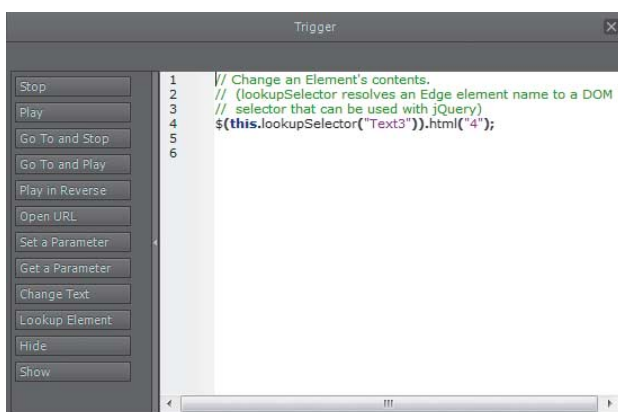 Trigger
Stop
Play
Go To and Stop
Go To and Play
Play in Reverse
Open URL
Set a Parameter
Get a Parameter
Change Text
Lookup Element
Hide
Show
1 // Change an Element's contents.
2 // (lookupSelector resolves an Edge element name to a DOM
3 // selector that can be used with jQuery)
4 $(this.lookupSelector("Text3")).html("4");
5
6